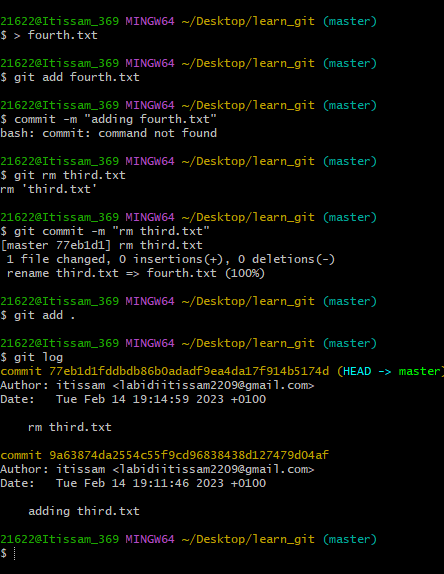 21622@Itissam_369 MINGW64 ~/Desktop/learn_git (master)
$ > fourth.txt
21622@Itissam_369 MINGW64 ~/Desktop/learn_git (master)
$ git add fourth.txt
21622@Itissam_369 MINGW64 ~/Desktop/learn_git (master)
$ commit -m "adding fourth.txt"
bash: commit: command not found
21622@Itissam_369 MINGW64 ~/Desktop/learn_git (master)
$ git rm third.txt
rm 'third.txt'
21622@Itissam_369 MINGW64 ~/Desktop/learn_git (master)
$ git commit -m "rm third.txt"
[master 77eb1d1] rm third.txt
 1 file changed, 0 insertions(+), 0 deletions(-)
 rename third.txt => fourth.txt (100%)
21622@Itissam_369 MINGW64 ~/Desktop/learn_git (master)
$ git add .
21622@Itissam_369 MINGW64 ~/Desktop/learn_git (master)
$ git log
commit 77eb1d1fddbdb86b0adadf9ea4da17f914b5174d (HEAD -> master)
Author: itissam <labidiitissam2209@gmail.com>
Date:   Tue Feb 14 19:14:59 2023 +0100
    rm third.txt
commit 9a63874da2554c55f9cd96838438d127479d04af
Author: itissam <labidiitissam2209@gmail.com>
Date:   Tue Feb 14 19:11:46 2023 +0100
    adding third.txt
21622@Itissam_369 MINGW64 ~/Desktop/learn_git (master)
$